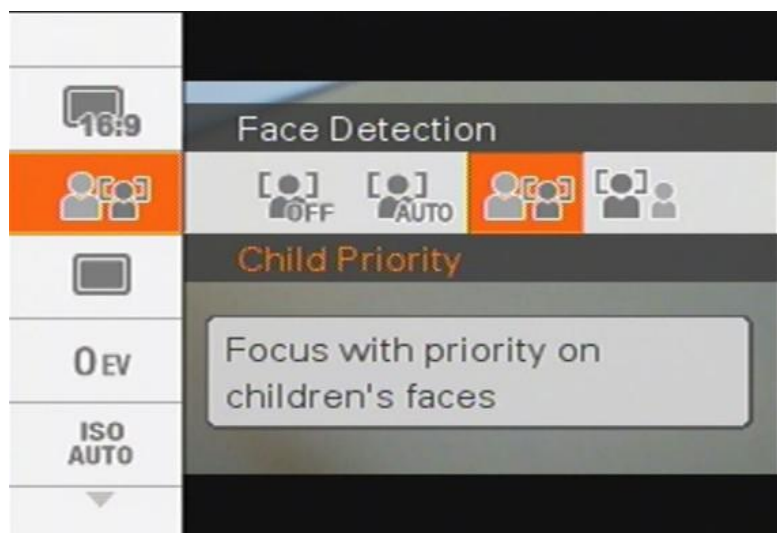 16:9
Face Detection
OFF AUTO
Child Priority
0 EV
Focus with priority on
children's faces
ISO
AUTO